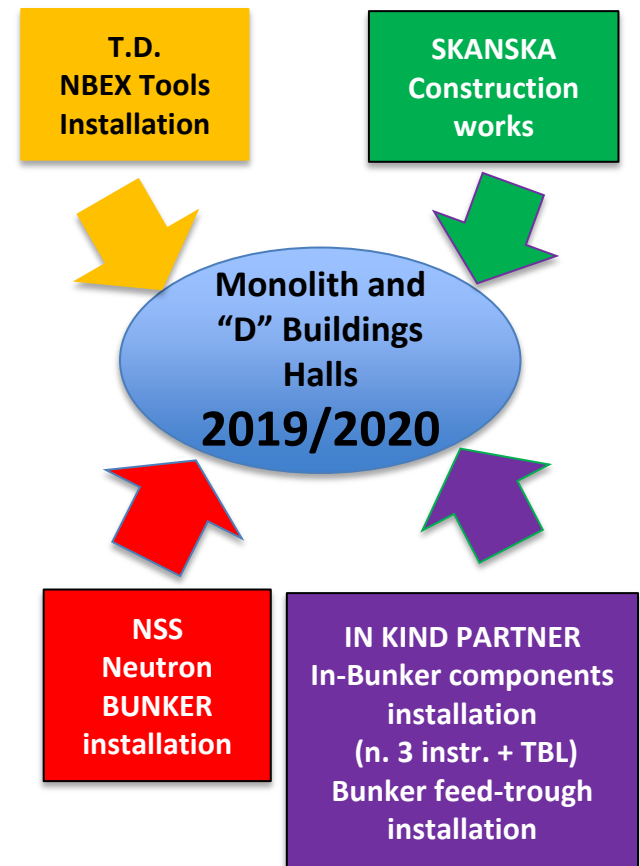 T.D.
NBEX Tools
Installation
SKANSKA
Construction
works
Monolith and
“D” Buildings
Halls
2019/2020
NSS
Neutron
BUNKER
installation
IN KIND PARTNER
In-Bunker components
installation
(n. 3 instr. + TBL)
Bunker feed-trough
installation